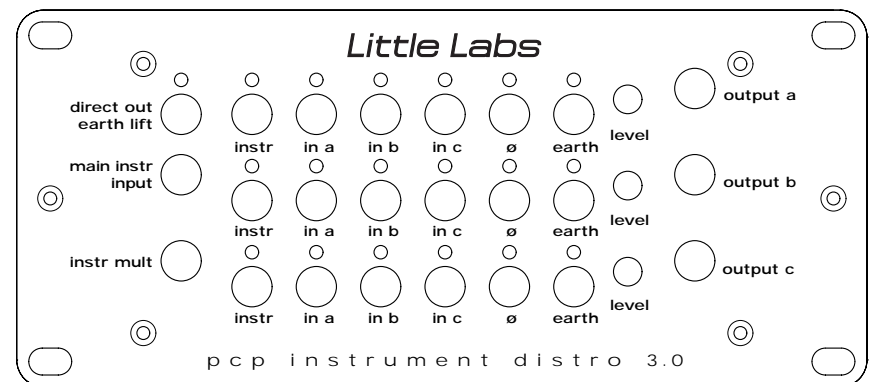 Little Labs
direct out
earth lift
output a
level
instr in a in b in c ø earth
main instr
input
output b
level
instr in a in b in c ø earth
instr mult
output c
level
instr in a in b in c ø earth
pcp instrument distro 3.0